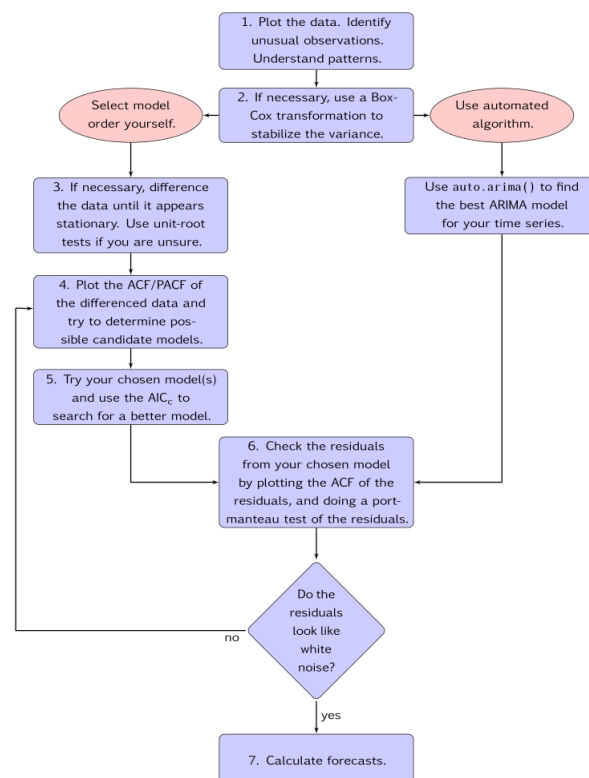 1. Plot the data. Identify
unusual observations.
Understand patterns.
Select model
order yourself.
2. If necessary, use a Box-
Cox transformation to
stabilize the variance.
Use automated
algorithm.
3. If necessary, difference
the data until it appears
stationary. Use unit-root
tests if you are unsure.
Use auto.arima() to find
the best ARIMA model
for your time series.
4. Plot the ACF/PACF of
the differenced data and
try to determine pos-
sible candidate models.
5. Try your chosen model(s)
and use the AICc to
search for a better model.
6. Check the residuals
from your chosen model
by plotting the ACF of the
residuals, and doing a port-
manteau test of the residuals.
Do the
residuals
look like
white
noise?
no
yes
7. Calculate forecasts.